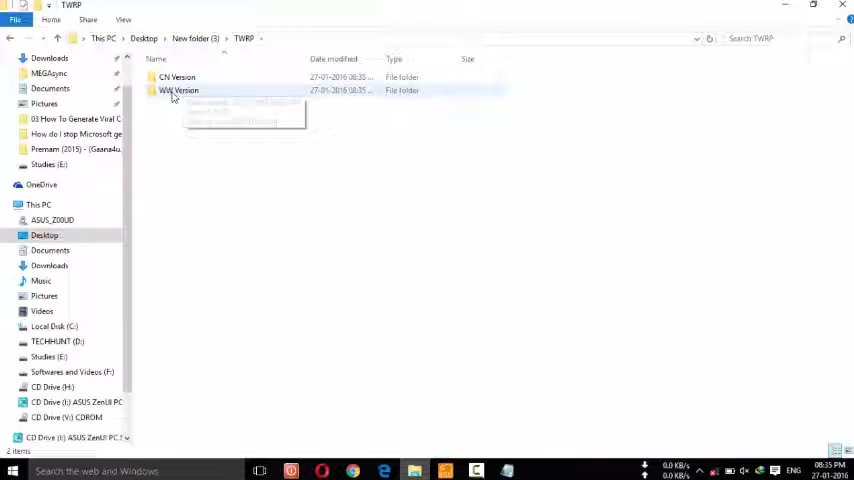 TWRP
File
Home
Share
View
This PC
Desktop
New folder (3)
TWRP
Search TWRP
Name
Date modified
Type
Size
CN Version
27-01-2016 08:35 ...
File folder
WW Version
27-01-2016 08:35 ...
File folder
Downloads
MEGAsync
Documents
Pictures
03 How To Generate Viral C
How do I stop Microsoft ge
Premam (2015) - (Gaana4u.
Studies (E:)
OneDrive
This PC
ASUS_Z00UD
Desktop
Documents
Downloads
Music
Pictures
Videos
Local Disk (C:)
TECHHUNT (D:)
Studies (E:)
Softwares and Videos (F:)
CD Drive (H:)
CD Drive (I:) ASUS ZenUI PC
CD Drive (V:) CDROM
CD Drive (I:) ASUS ZenUI PC S
2 items
Search the web and Windows
0.0 KB/s
0.0 KB/s
ENG
08:35 PM
27-01-2016